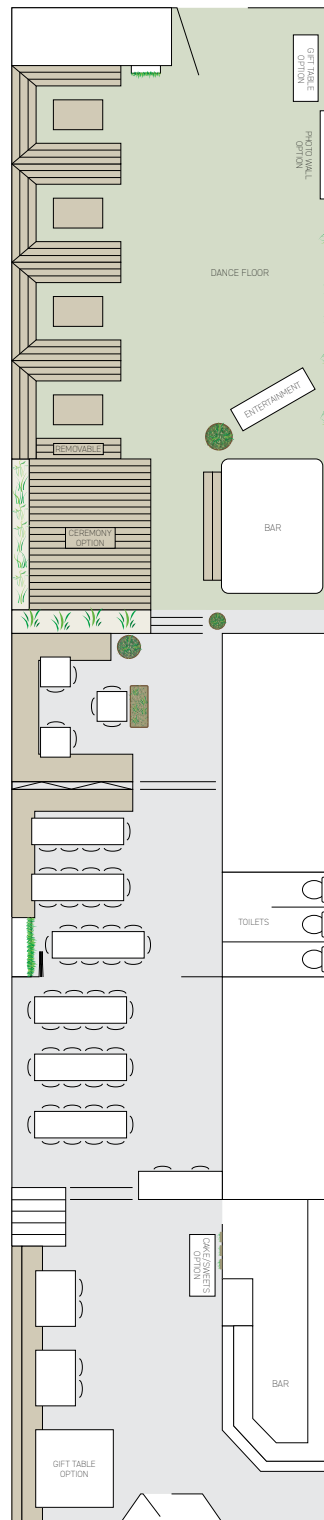 GIFT TABLE
OPTION
PHOTO WALL
OPTION
DANCE FLOOR
ENTERTAINMENT
REMOVABLE
BAR
CEREMONY
OPTION
TOILETS
CAKE/SWEETS
OPTION
BAR
GIFT TABLE
OPTION